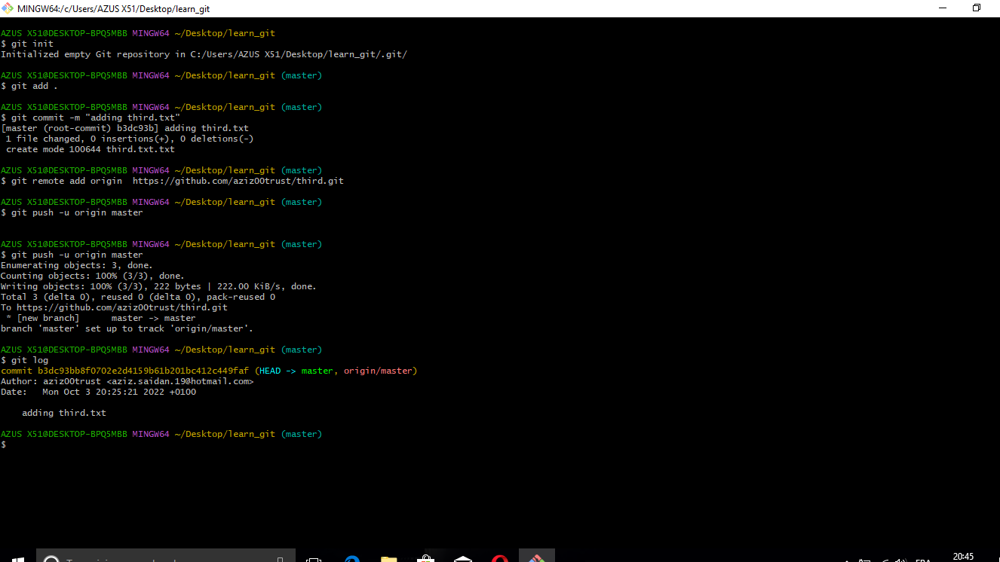 MINGW64:/c/Users/AZUS X51/Desktop/learn_git
AZUS X51@DESKTOP-BPQ5MBB MINGW64 ~/Desktop/learn_git
$ git init
Initialized empty Git repository in C:/Users/AZUS X51/Desktop/learn_git/.git/
AZUS X51@DESKTOP-BPQ5MBB MINGW64 ~/Desktop/learn_git (master)
$ git add .
AZUS X51@DESKTOP-BPQ5MBB MINGW64 ~/Desktop/learn_git (master)
$ git commit -m "adding third.txt"
[master (root-commit) b3dc93b] adding third.txt
1 file changed, 0 insertions(+), 0 deletions(-)
create mode 100644 third.txt.txt
AZUS X51@DESKTOP-BPQ5MBB MINGW64 ~/Desktop/learn_git (master)
$ git remote add origin  https://github.com/aziz00trust/third.git
AZUS X51@DESKTOP-BPQ5MBB MINGW64 ~/Desktop/learn_git (master)
$ git push -u origin master
AZUS X51@DESKTOP-BPQ5MBB MINGW64 ~/Desktop/learn_git (master)
$ git push -u origin master
Enumerating objects: 3, done.
Counting objects: 100% (3/3), done.
Writing objects: 100% (3/3), 222 bytes | 222.00 KiB/s, done.
Total 3 (delta 0), reused 0 (delta 0), pack-reused 0
To https://github.com/aziz00trust/third.git
* [new branch]      master -> master
branch 'master' set up to track 'origin/master'.
AZUS X51@DESKTOP-BPQ5MBB MINGW64 ~/Desktop/learn_git (master)
$ git log
commit b3dc93bb8f0702e2d4159b61b201bc412c449faf (HEAD -> master, origin/master)
Author: aziz00trust <aziz.saidan.19@hotmail.com>
Date:   Mon Oct 3 20:25:21 2022 +0100
adding third.txt
AZUS X51@DESKTOP-BPQ5MBB MINGW64 ~/Desktop/learn_git (master)
$
20:45
FRA